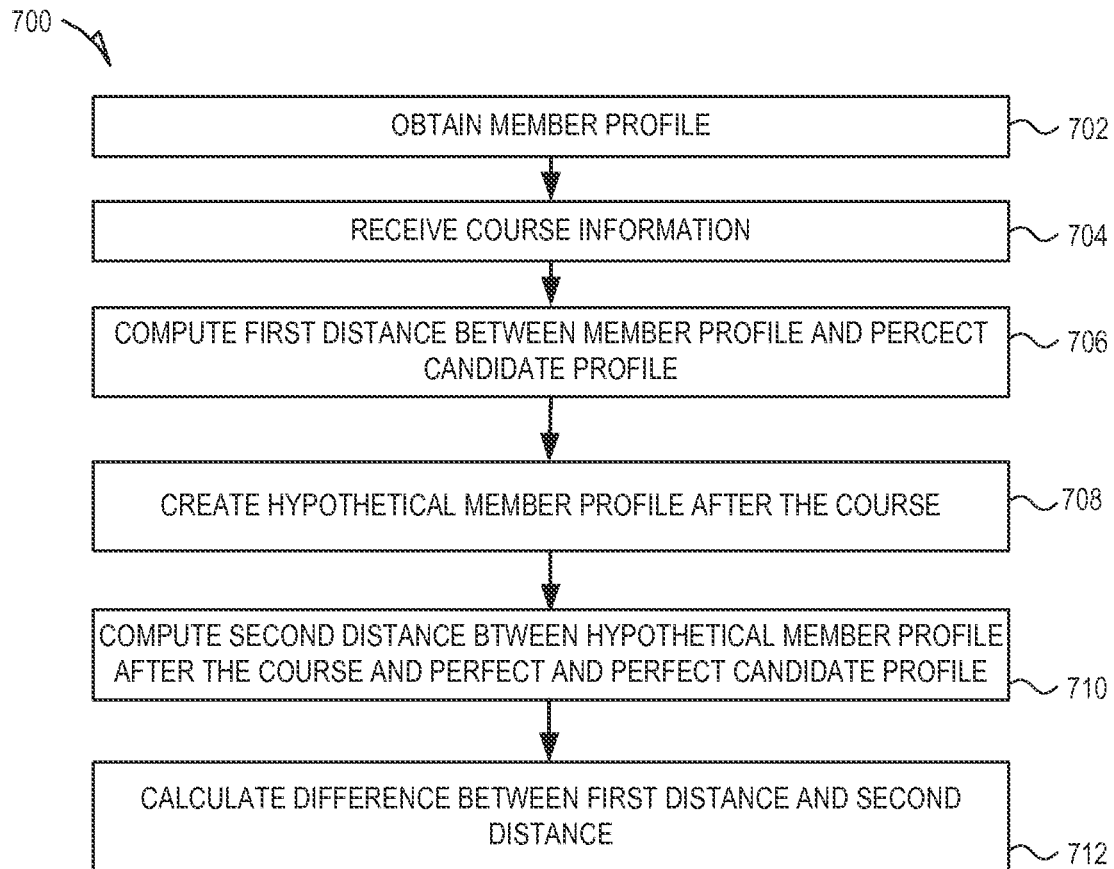 700
OBTAIN MEMBER PROFILE
702
RECEIVE COURSE INFORMATION
704
COMPUTE FIRST DISTANCE BETWEEN MEMBER PROFILE AND PERCECT
CANDIDATE PROFILE
706
CREATE HYPOTHETICAL MEMBER PROFILE AFTER THE COURSE
708
COMPUTE SECOND DISTANCE BTWEEN HYPOTHETICAL MEMBER PROFILE
AFTER THE COURSE AND PERFECT AND PERFECT CANDIDATE PROFILE
710
CALCULATE DIFFERENCE BETWEEN FIRST DISTANCE AND SECOND
DISTANCE
712